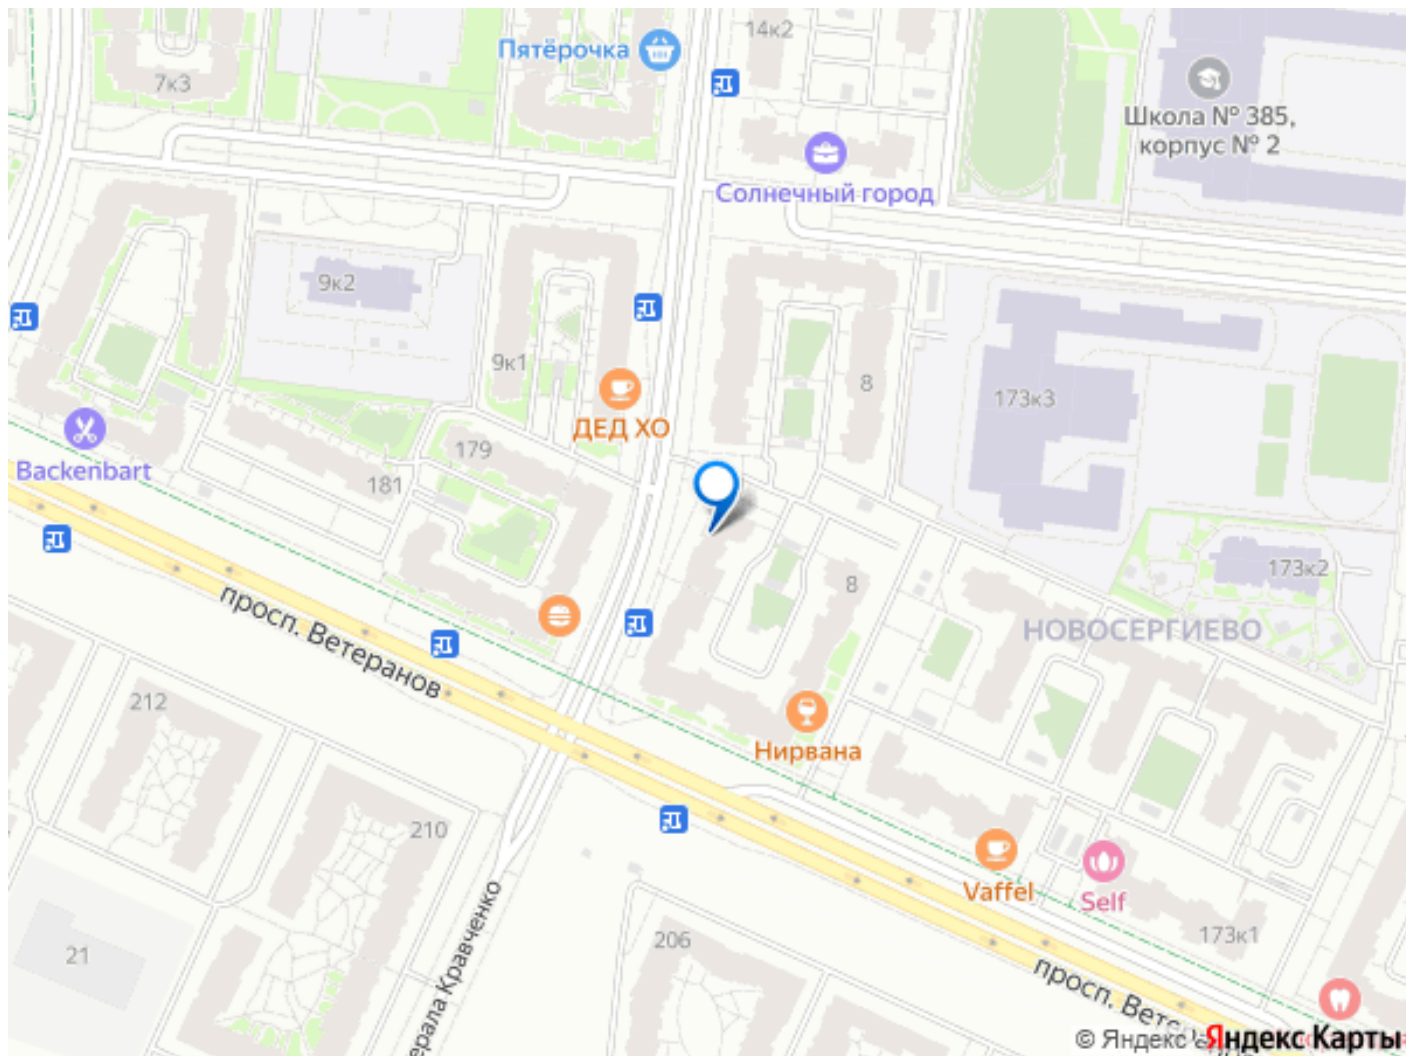 14к2
Пятёрочка
7к3
Школа № 385,
корпус № 2
Солнечный город
9к2
9к1
8
173к3
ДЕД ХО
179
Backenbart
181
173к2
8
НОВОСЕРГИЕВО
просп. Ветеранов
212
Нирвана
210
Vaffel
Self
ерала Кравченко
206
173к1
21
просп. Вете
© Яндекс
Яндекс Карты